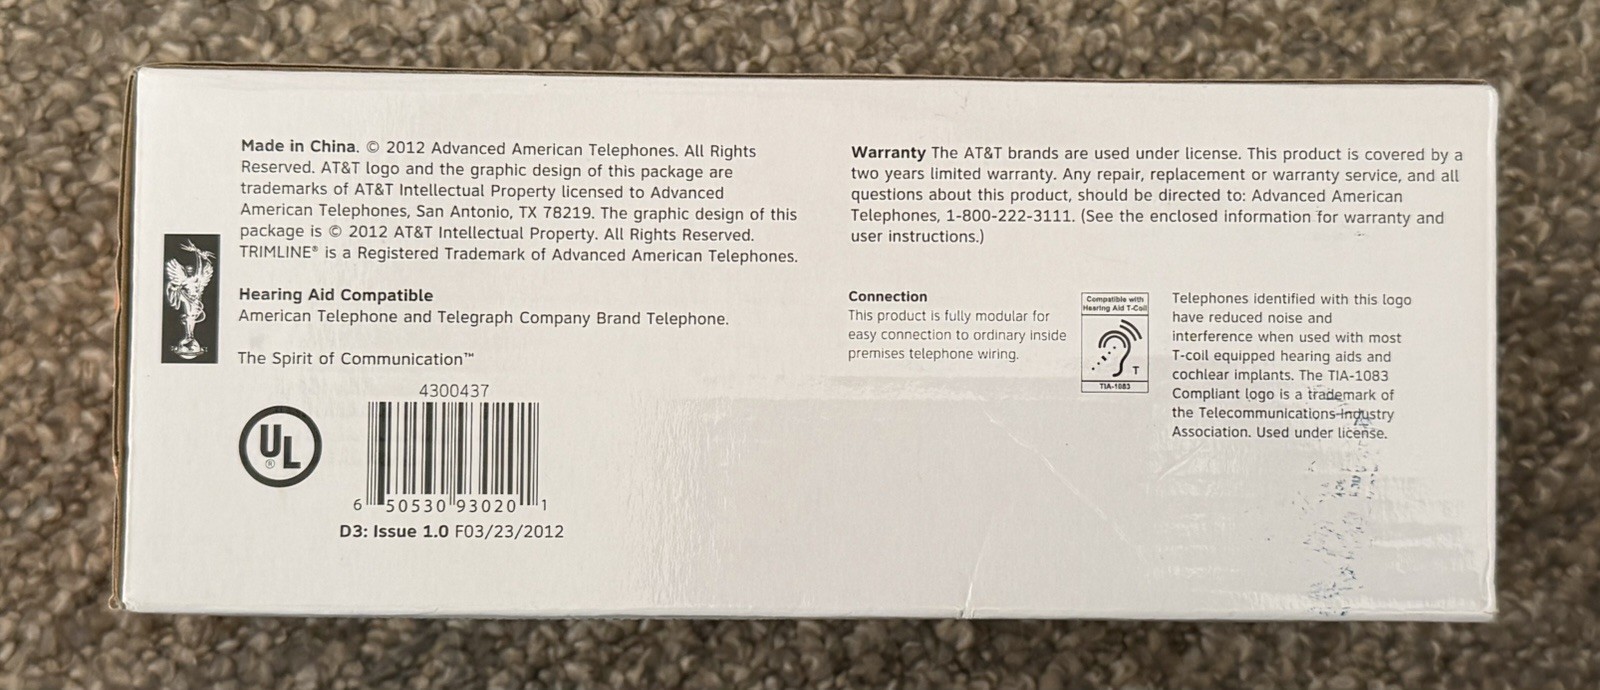 Made in China. © 2012 Advanced American Telephones. All Rights
Reserved. AT&T logo and the graphic design of this package are
trademarks of AT&T Intellectual Property licensed to Advanced
American Telephones, San Antonio, TX 78219. The graphic design of this
package is © 2012 AT&T Intellectual Property. All Rights Reserved.
TRIMLINE® is a Registered Trademark of Advanced American Telephones.
Hearing Aid Compatible
American Telephone and Telegraph Company Brand Telephone.
The Spirit of Communication™
4300437
UL
®
6 50530 93020 1
D3: Issue 1.0 F03/23/2012
Warranty The AT&T brands are used under license. This product is covered by a
two years limited warranty. Any repair, replacement or warranty service, and all
questions about this product, should be directed to: Advanced American
Telephones, 1-800-222-3111. (See the enclosed information for warranty and
user instructions.)
Connection
This product is fully modular for
easy connection to ordinary inside
premises telephone wiring.
Compatible with
Hearing Aid T-Coil
T
TIA-1083
Telephones identified with this logo
have reduced noise and
interference when used with most
T-coil equipped hearing aids and
cochlear implants. The TIA-1083
Compliant logo is a trademark of
the Telecommunications Industry
Association. Used under license.